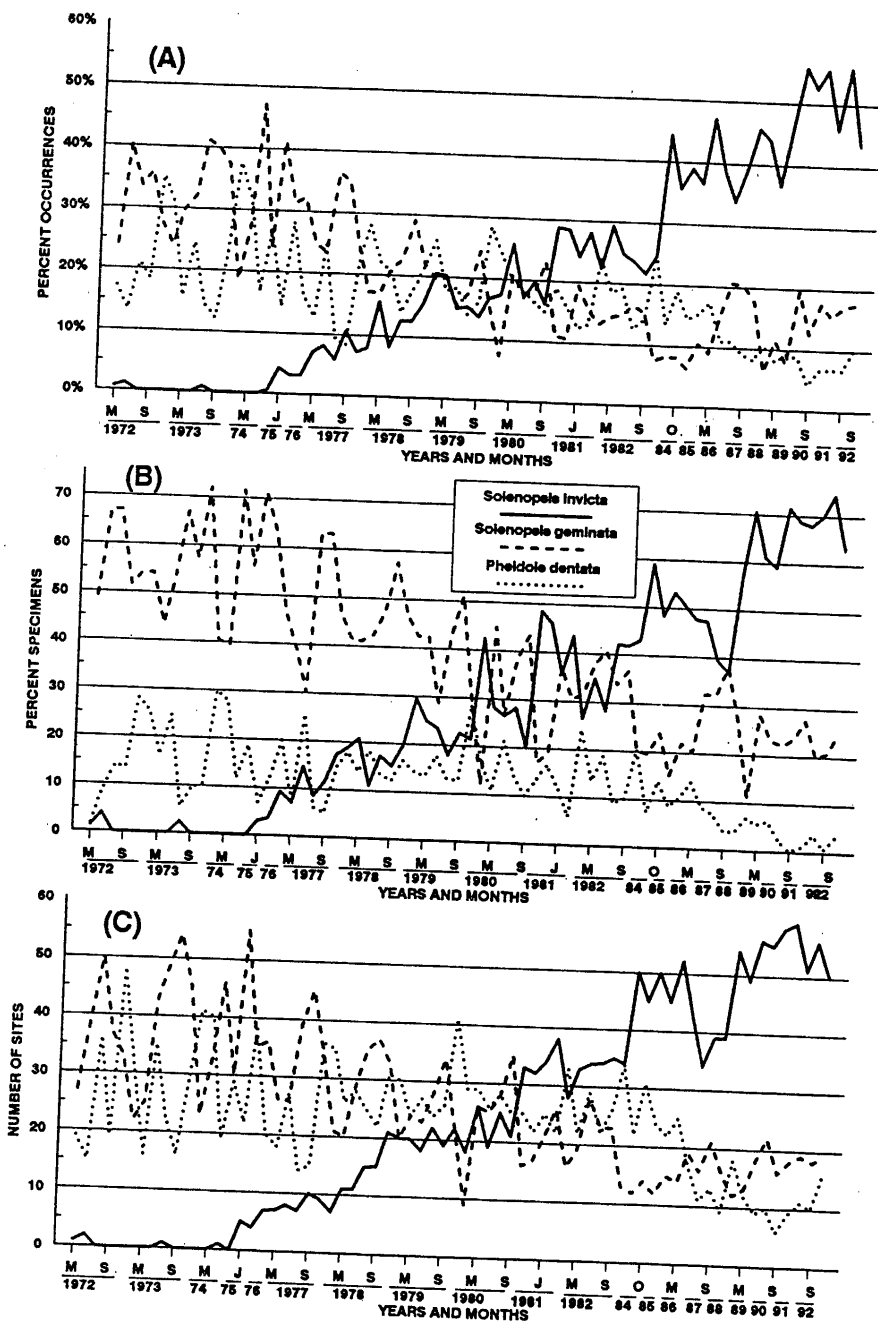 (A)
PERCENT OCCURRENCES
60%
50%
40%
30%
20%
10%
0%
M S M S M J M S M S M S M S J M S O M S M S S
1972 1973 74 75 76 1977 1978 1979 1980 1981 1982 84 85 86 87 88 89 90 91 92
YEARS AND MONTHS
(B)
PERCENT SPECIMENS
70
60
50
40
30
20
10
0
Solenopsis invicta
Solenopsis geminata
Pheidole dentata
M S M S M J M S M S M S M S J M S O M S M S S
1972 1973 74 75 76 1977 1978 1979 1980 1981 1982 84 85 86 87 88 89 90 91 922
YEARS AND MONTHS
(C)
NUMBER OF SITES
60
50
40
30
20
10
0
M S M S M J M S M S M S M S J M S O M S M S S
1972 1973 74 75 76 1977 1978 1979 1980 1981 1982 84 85 86 87 88 89 90 91 92
YEARS AND MONTHS